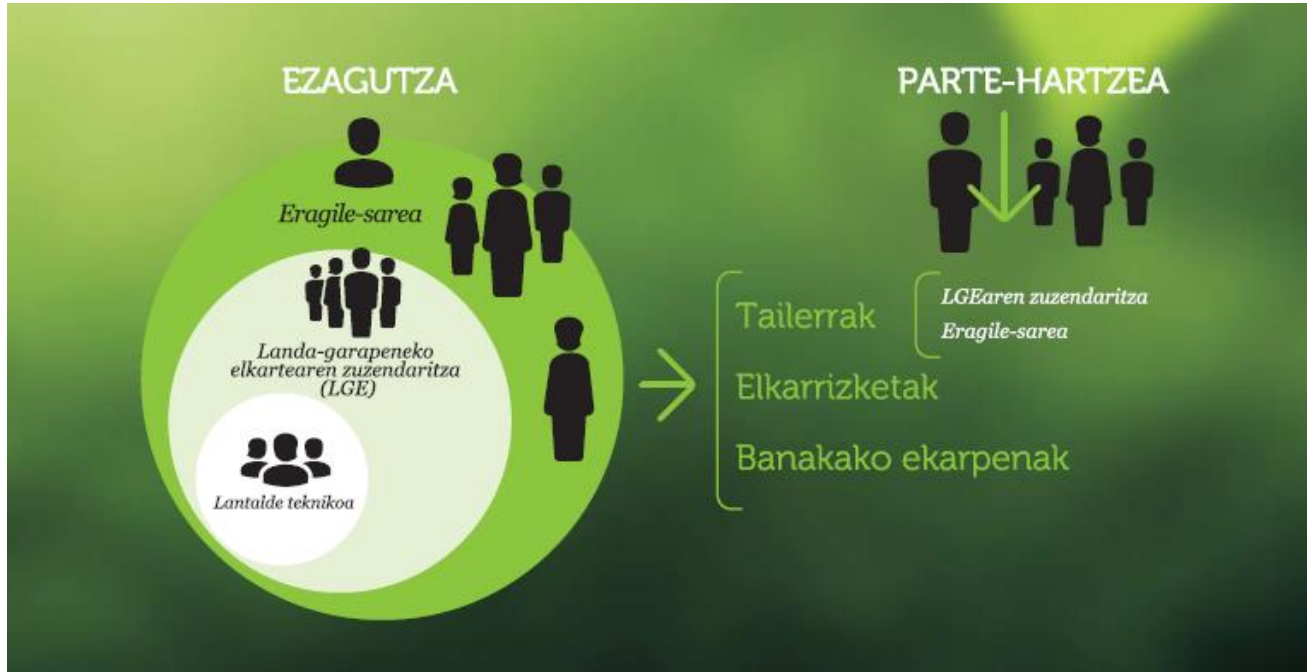 EZAGUTZA
Eragile-sarea
Landa-garapeneko
elkartearen zuzendaritza
(LGE)
Lantalde teknikoa
PARTE-HARTZEA
Tailerrak
LGEaren zuzendaritza
Eragile-sarea
Elkarrizketak
Banakako ekarpenak